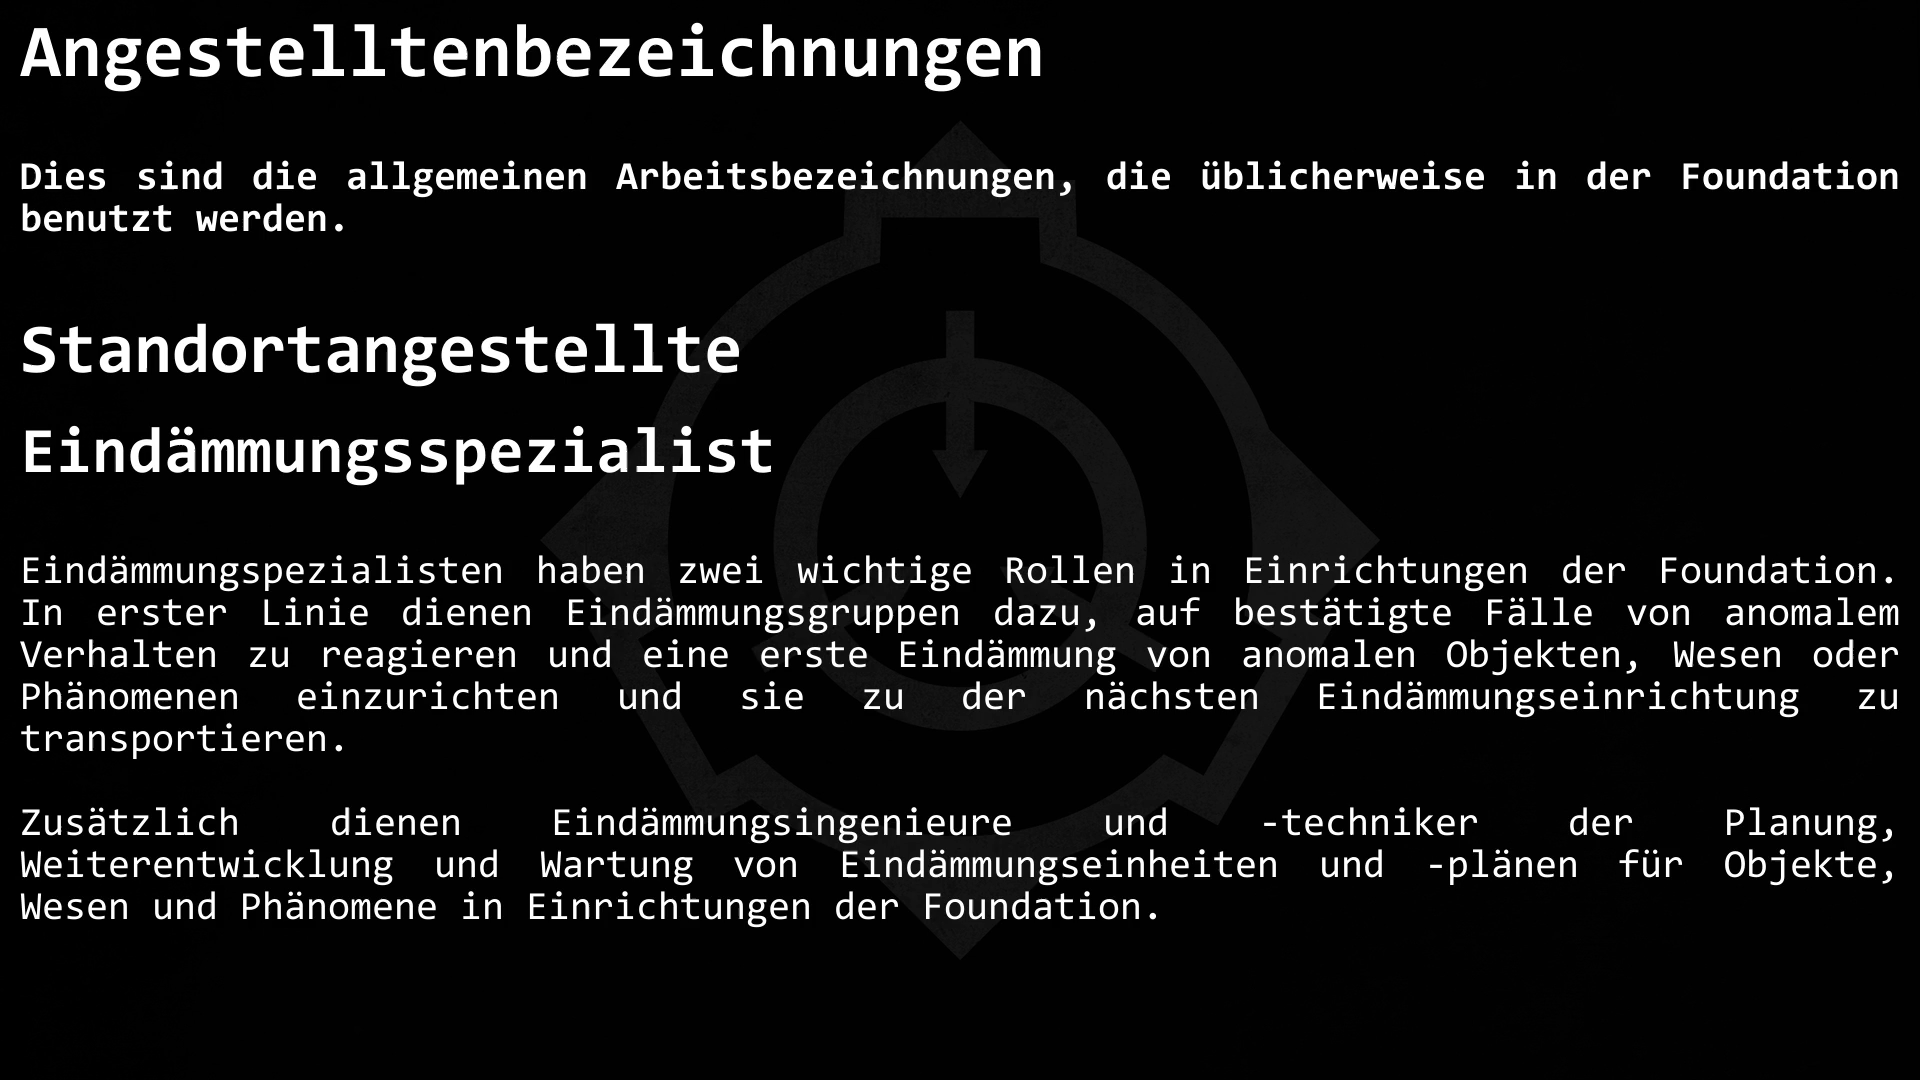 Angestelltenbezeichnungen
Dies sind die allgemeinen Arbeitsbezeichnungen, die üblicherweise in der Foundation
benutzt werden.
Standortangestellte
Eindämmungsspezialist
Eindämmungspezialisten haben zwei wichtige Rollen in Einrichtungen der Foundation.
In erster Linie dienen Eindämmungsgruppen dazu, auf bestätigte Fälle von anomalem
Verhalten zu reagieren und eine erste Eindämmung von anomalen Objekten, Wesen oder
Phänomenen einzurichten und sie zu der nächsten Eindämmungseinrichtung zu
transportieren.
Zusätzlich dienen Eindämmungsingenieure und -techniker der Planung,
Weiterentwicklung und Wartung von Eindämmungseinheiten und -plänen für Objekte,
Wesen und Phänomene in Einrichtungen der Foundation.